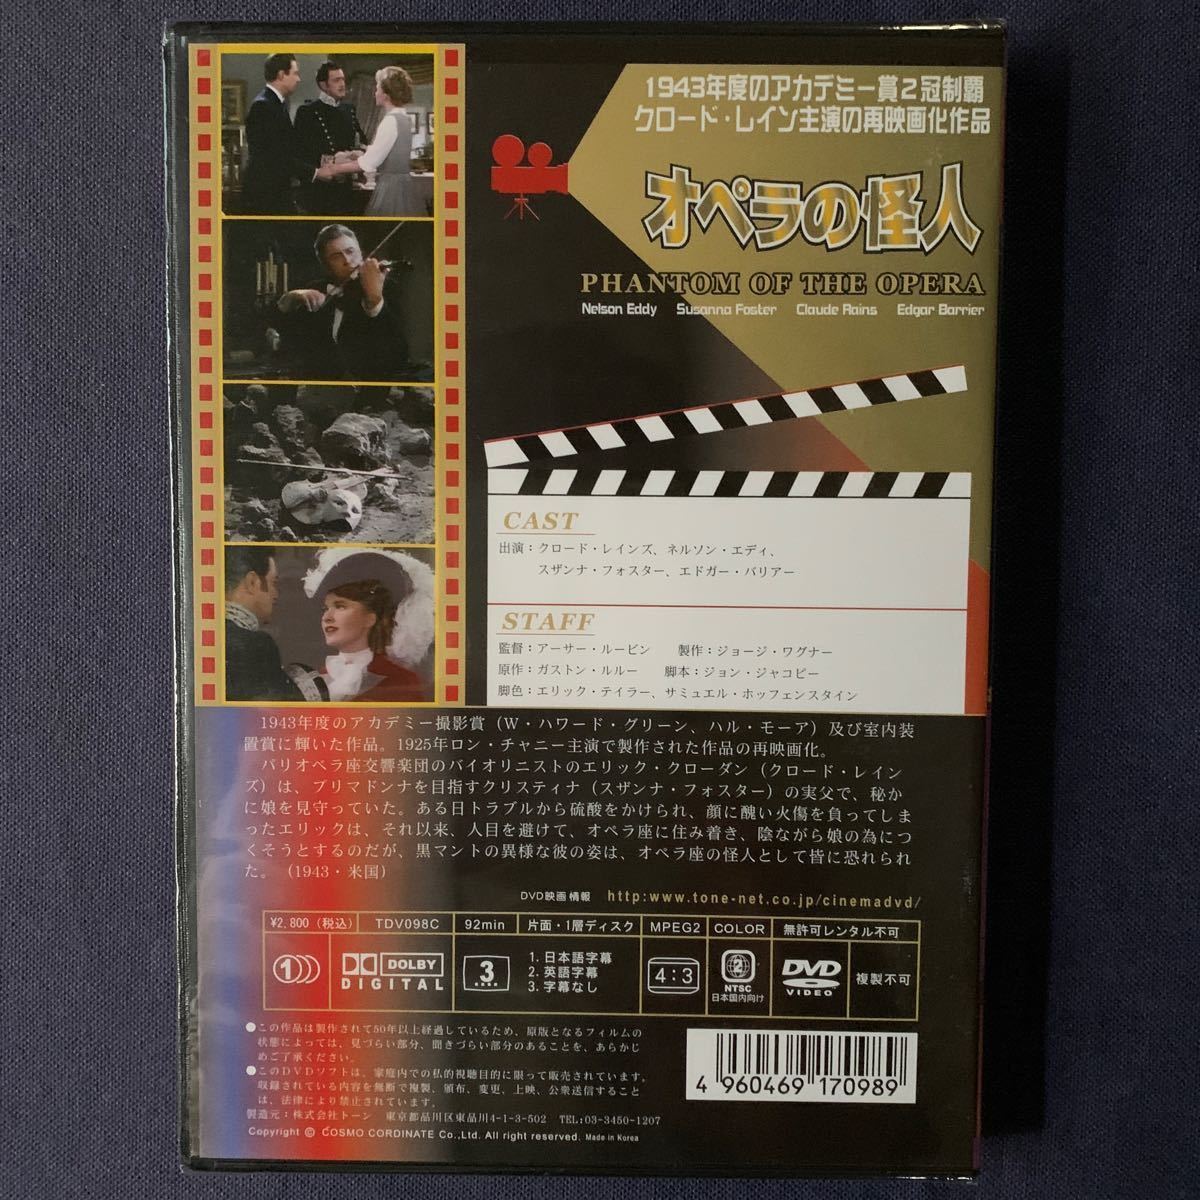 1943年度のアカデミー賞2冠制覇
クロード・レイン主演の再映画化作品
オペラの怪人
PHANTOM OF THE OPERA
Nelson Eddy Susanna Foster Claude Rains Edgar Barrier
CAST
出演：クロード・レインズ、ネルソン・エディ、
スザンナ・フォスター、エドガー・バリアー
STAFF
監督：アーサー・ルービン 製作：ジョージ・ワグナー
原作：ガストン・ルルー 脚本：ジョン・ジャコビー
脚色：エリック・テイラー、サミュエル・ホッフェンスタイン
1943年度のアカデミー撮影賞（W・ハワード・グリーン、ハル・モーア）及び室内装
置賞に輝いた作品。1925年ロン・チャニー主演で製作された作品の再映画化。
パリオペラ座交響楽団のバイオリニストのエリック・クローダン（クロード・レイン
ズ）は、プリマドンナを目指すクリスティナ（スザンナ・フォスター）の実父で、秘か
に娘を見守っていた。ある日トラブルから硫酸をかけられ、顔に醜い火傷を負ってしま
ったエリックは、それ以来、人目を避けて、オペラ座に住み着き、陰ながら娘の為につ
くそうとするのだが、黒マントの異様な彼の姿は、オペラ座の怪人として皆に恐れられ
た。（1943・米国）
DVD映画情報 http:www.tone-net.co.jp/cinemadvd/
¥2,800（税込） TDV098C 92min 片面・1層ディスク MPEG2 COLOR 無許可レンタル不可
1 DOLBY DIGITAL
3
1. 日本語字幕
2. 英語字幕
3. 字幕なし
4:3
2 NTSC 日本国内向け
DVD VIDEO
複製不可
●この作品は製作されて50年以上経過しているため、原版となるフィルムの
状態によっては、見づらい部分、聞きづらい部分のあることを、あらかじ
めご了承ください。
●このDVDソフトは、家庭内での私的視聴目的に限って販売されています。
収録されている内容を無断で複製、頒布、変更、上映、公衆送信すること
は、法律により禁止されています。
製造元：株式会社トーン 東京都品川区東品川4-1-3-502 TEL:03-3450-1207
Copyright © COSMO CORDINATE Co.,Ltd. All right reserved. Made in Korea
4 960469 170989